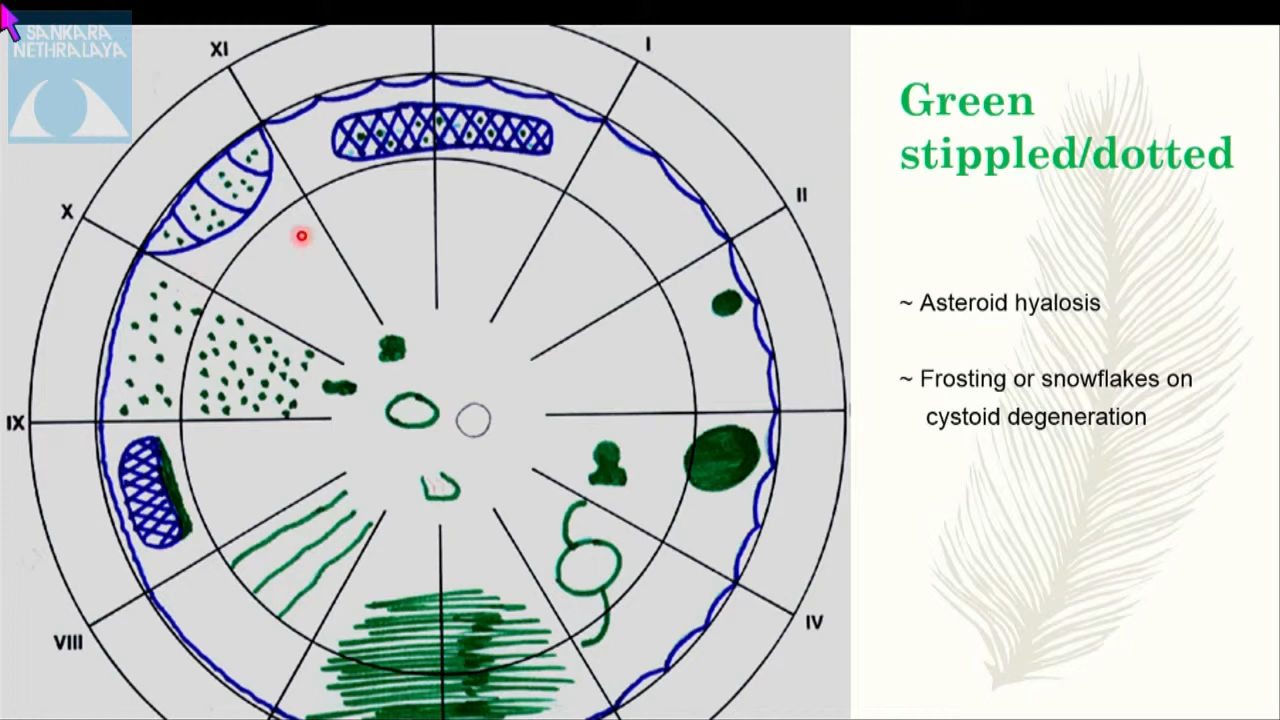 SANKARA
NETHRALAYA
XI
I
X
II
IX
VIII
IV
Green
stippled/dotted
~ Asteroid hyalosis
~ Frosting or snowflakes on
cystoid degeneration